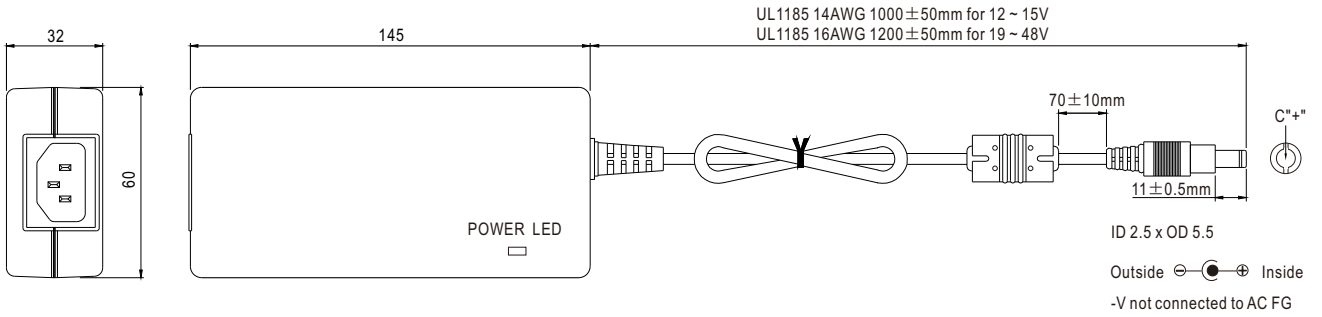 UL1185 14AWG 1000±50mm for 12 ~ 15V
UL1185 16AWG 1200±50mm for 19 ~ 48V
32
145
70±10mm
C"+"
60
11±0.5mm
POWER LED
ID 2.5 x OD 5.5
Outside ⊖ ⊕ Inside
-V not connected to AC FG